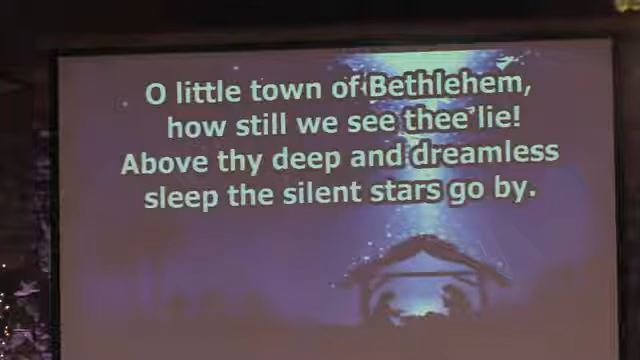 O little town of Bethlehem,
how still we see thee lie!
Above thy deep and dreamless
sleep the silent stars go by.